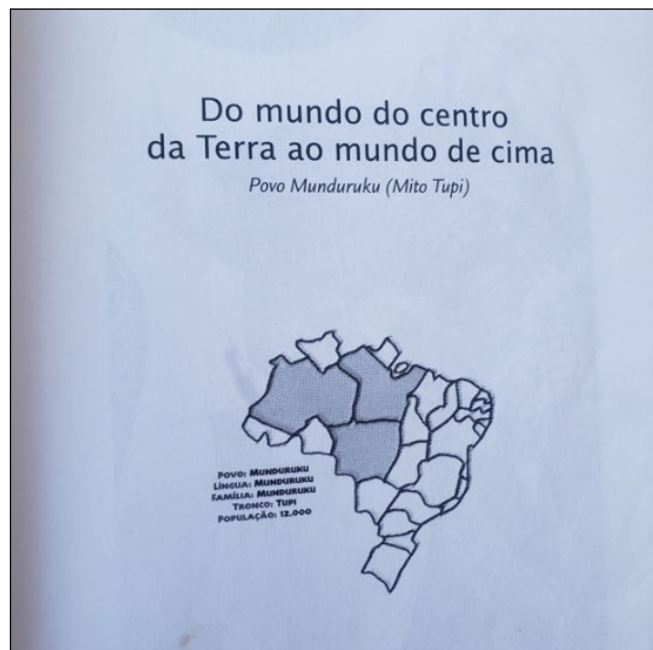 Do mundo do centro
da Terra ao mundo de cima
Povo Munduruku (Mito Tupi)
Povo: Munduruku
Língua: Munduruku
Família: Munduruku
Tronco: Tupi
População: 12.000